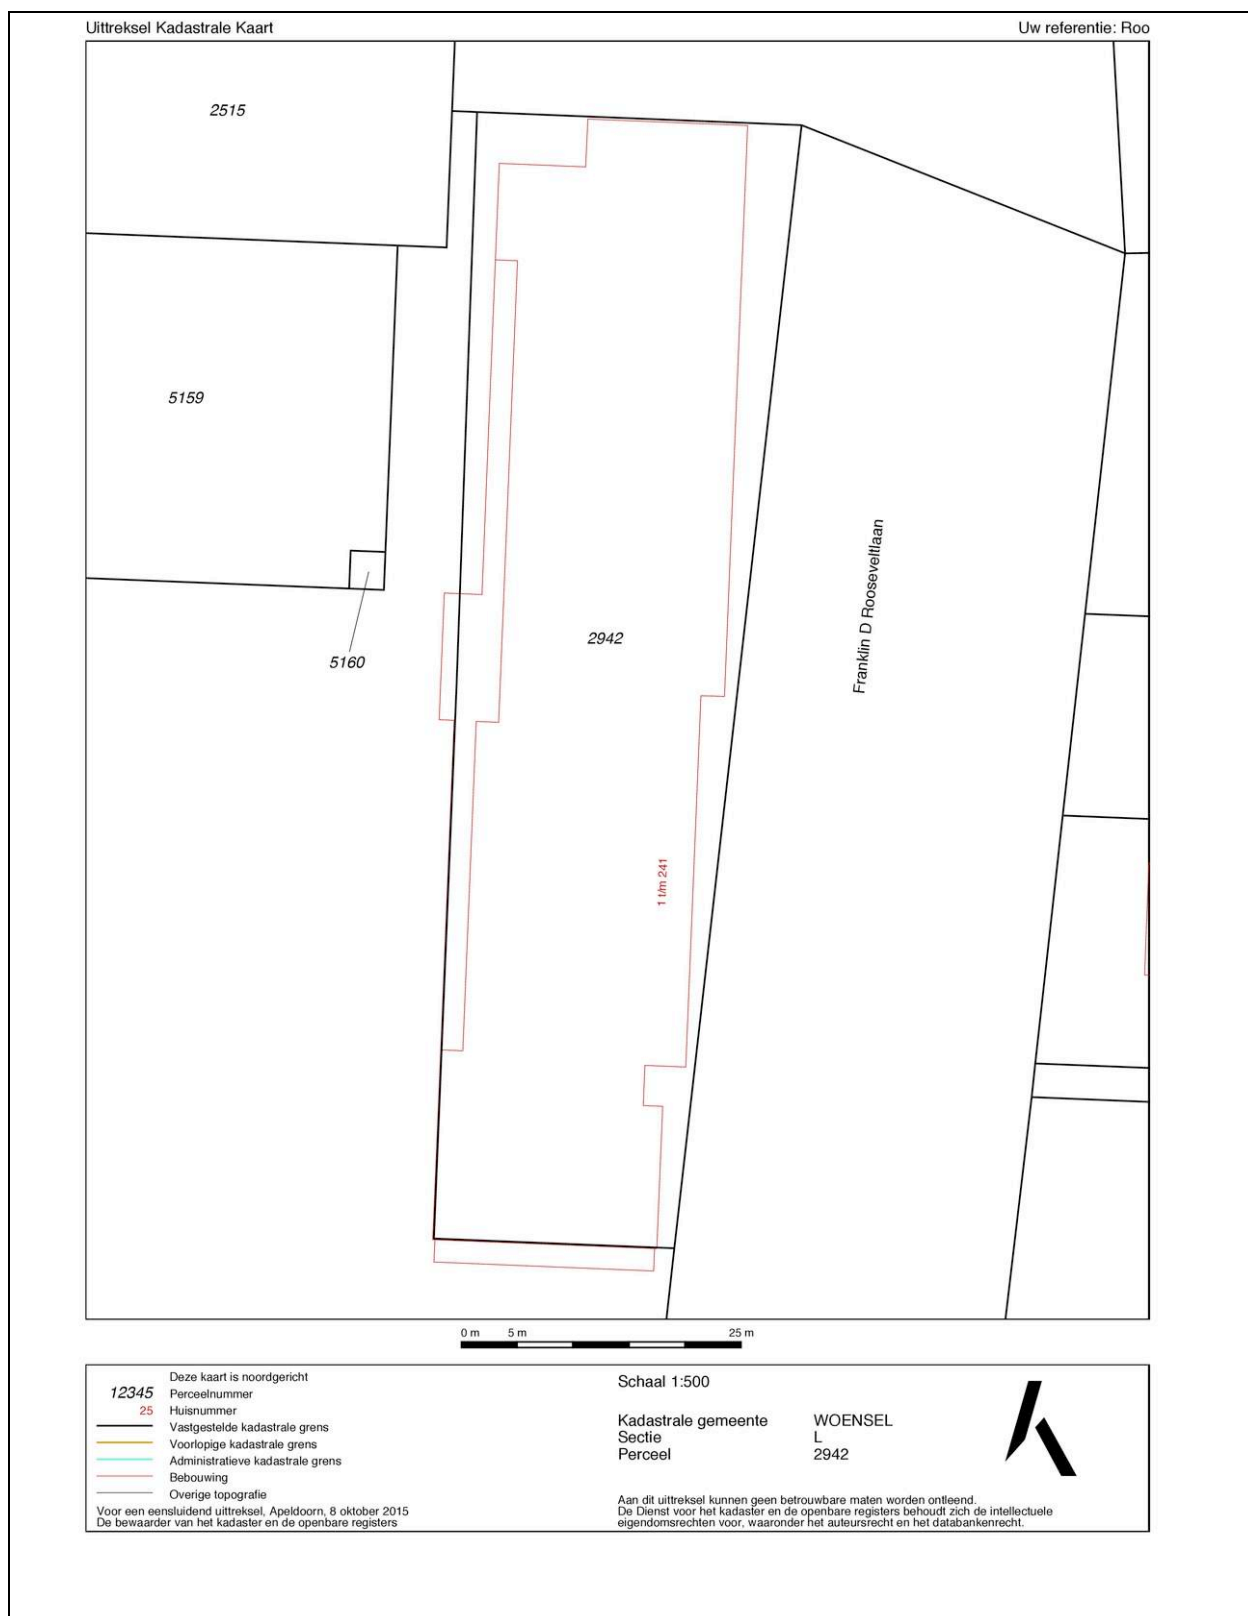 Uittreksel Kadastrale Kaart
Uw referentie: Roo
2515
5159
5160
2942
Franklin D Rooseveltlaan
1 t/m 241
0 m 5 m 25 m
Deze kaart is noordgericht
12345 Perceelnummer
25 Huisnummer
Vastgestelde kadastrale grens
Voorlopige kadastrale grens
Administratieve kadastrale grens
Bebouwing
Overige topografie
Voor een eensluidend uittreksel, Apeldoorn, 8 oktober 2015
De bewaarder van het kadaster en de openbare registers
Schaal 1:500
Kadastrale gemeente WOENSEL
Sectie L
Perceel 2942
Aan dit uittreksel kunnen geen betrouwbare maten worden ontleend.
De Dienst voor het kadaster en de openbare registers behoudt zich de intellectuele
eigendomsrechten voor, waaronder het auteursrecht en het databankenrecht.